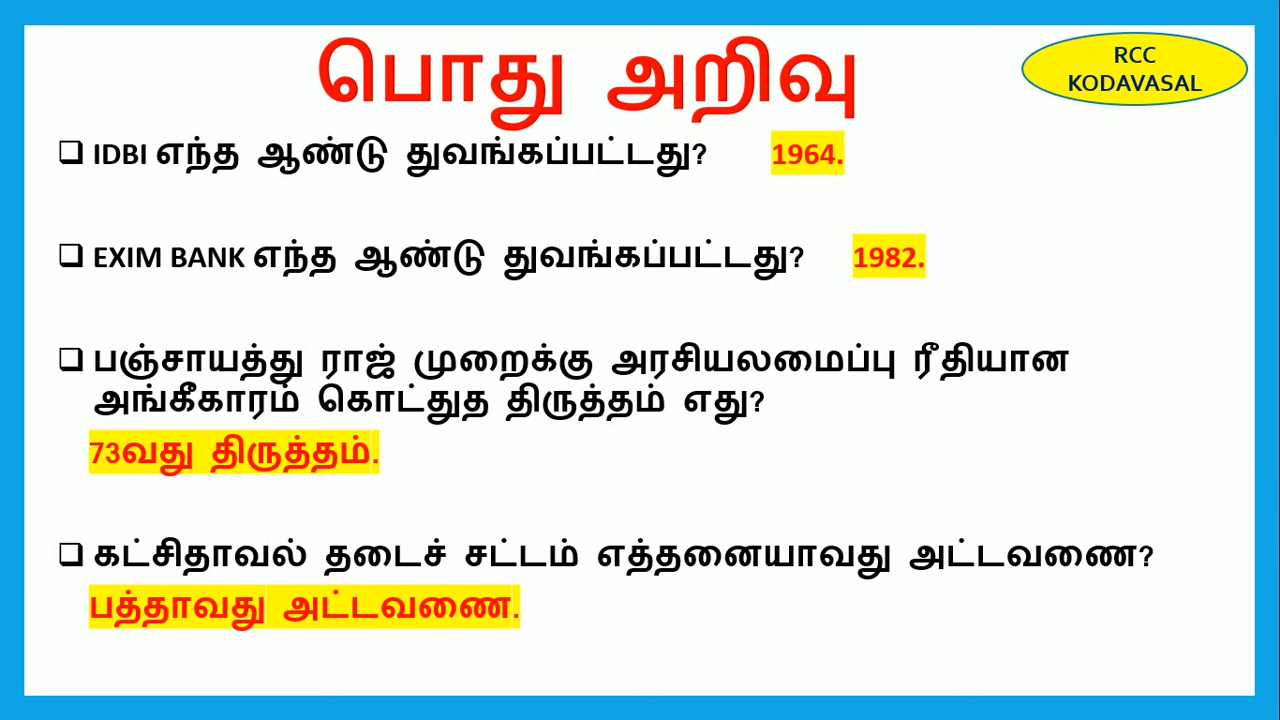 பொது அறிவு
RCC
KODAVASAL
❑ IDBI எந்த ஆண்டு துவங்கப்பட்டது? 1964.
❑ EXIM BANK எந்த ஆண்டு துவங்கப்பட்டது? 1982.
❑ பஞ்சாயத்து ராஜ் முறைக்கு அரசியலமைப்பு ரீதியான
அங்கீகாரம் கொட்துத திருத்தம் எது?
73வது திருத்தம்.
❑ கட்சிதாவல் தடைச் சட்டம் எத்தனையாவது அட்டவணை?
பத்தாவது அட்டவணை.